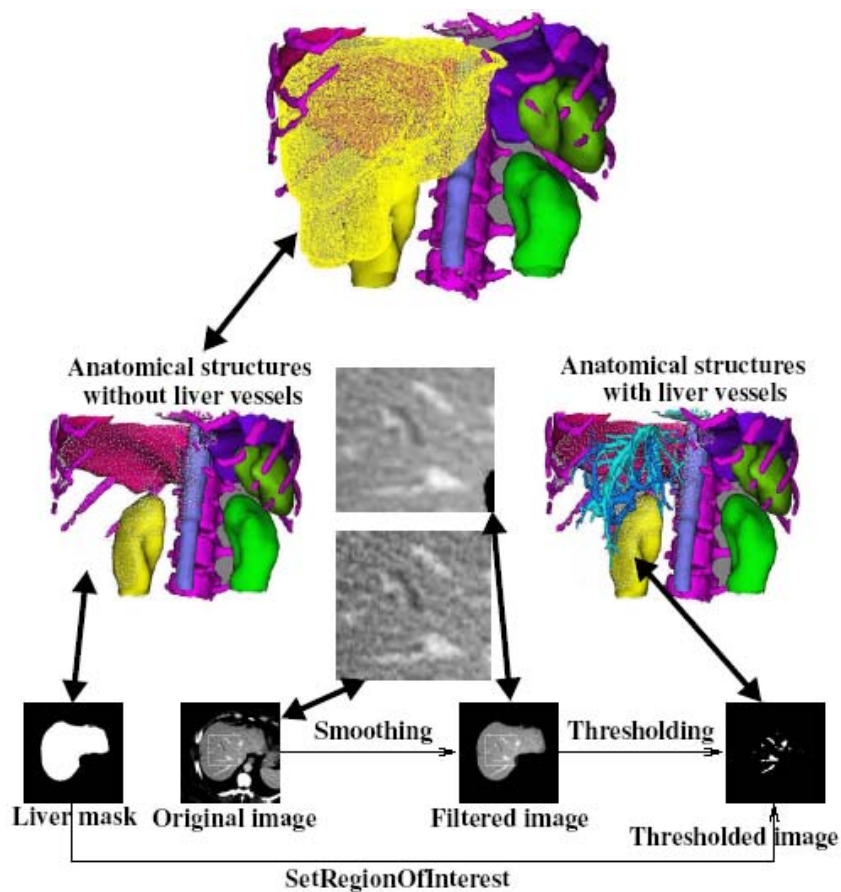 Anatomical structures
without liver vessels
Anatomical structures
with liver vessels
Smoothing
Thresholding
Liver mask
Original image
Filtered image
Thresholded image
SetRegionOfInterest